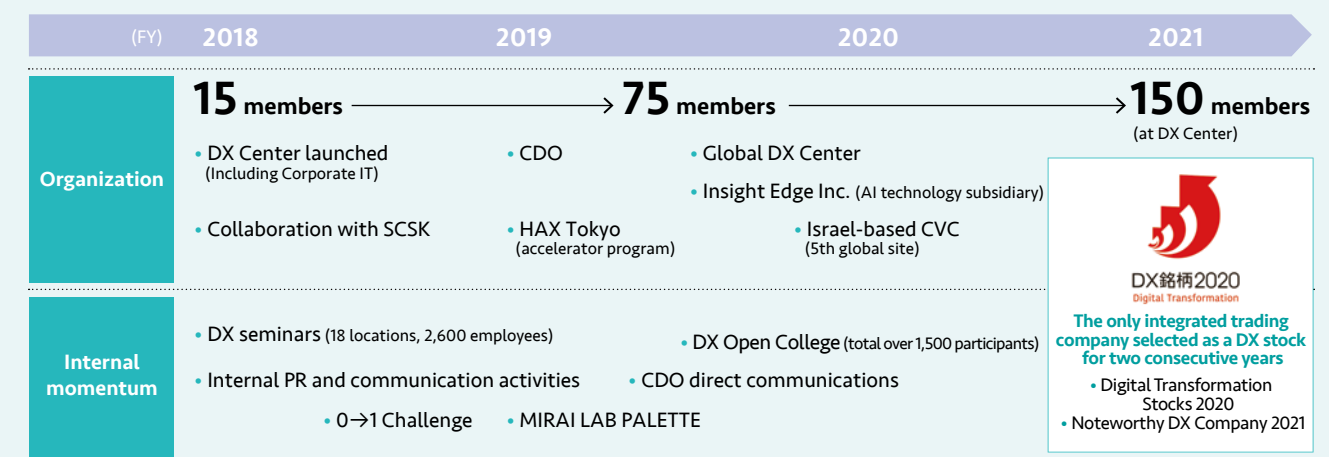 (FY) 2018 2019 2020 2021
Organization
15 members → 75 members → 150 members
(at DX Center)
• DX Center launched
(Including Corporate IT)
• CDO
• Global DX Center
• Insight Edge Inc. (AI technology subsidiary)
• Collaboration with SCSK
• HAX Tokyo
(accelerator program)
• Israel-based CVC
(5th global site)
Internal
momentum
• DX seminars (18 locations, 2,600 employees)
• DX Open College (total over 1,500 participants)
• Internal PR and communication activities
• CDO direct communications
• 0→1 Challenge
• MIRAI LAB PALETTE
DX銘柄2020
Digital Transformation
The only integrated trading
company selected as a DX stock
for two consecutive years
• Digital Transformation
Stocks 2020
• Noteworthy DX Company 2021